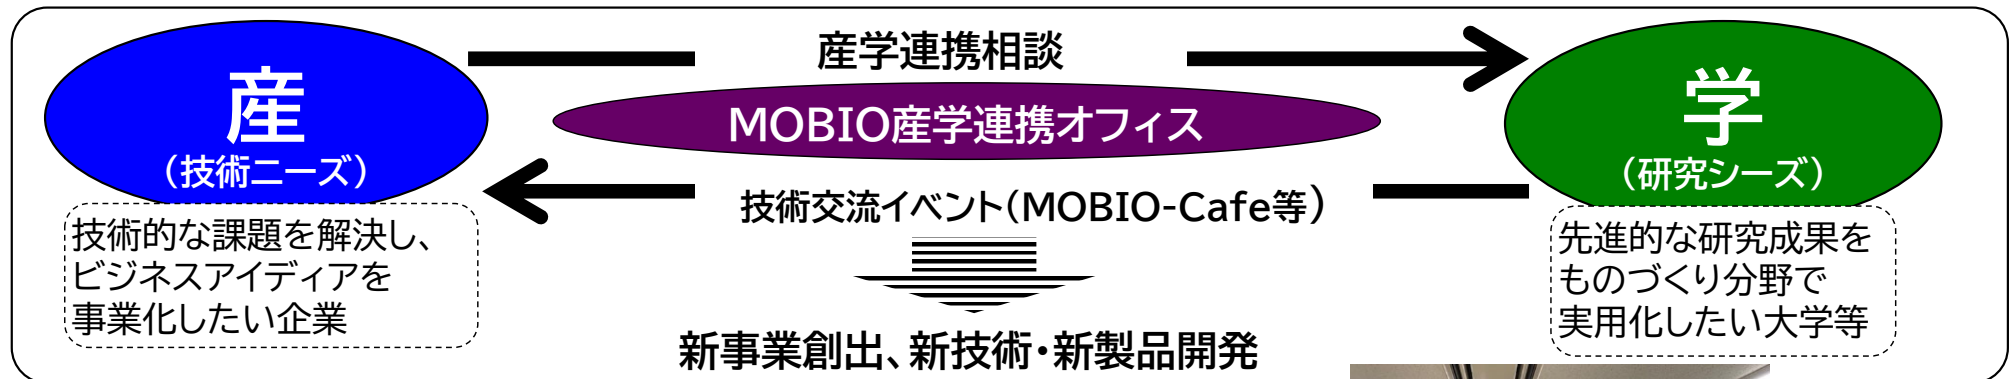 産
(技術ニーズ)
技術的な課題を解決し、
ビジネスアイディアを
事業化したい企業
産学連携相談
MOBIO産学連携オフィス
技術交流イベント(MOBIO-Cafe等)
新事業創出、新技術・新製品開発
学
(研究シーズ)
先進的な研究成果を
ものづくり分野で
実用化したい大学等